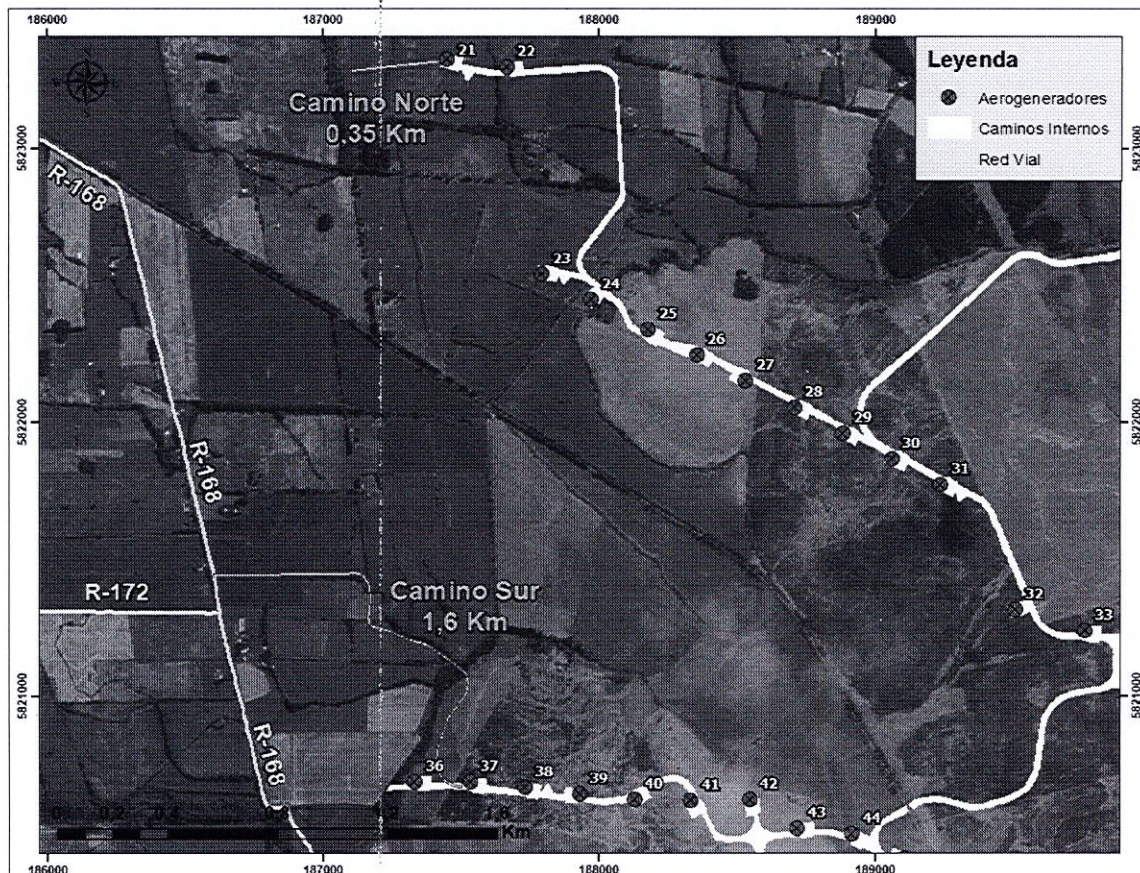 186000 187000 188000 189000
Leyenda
Aerogeneradores
Caminos Internos
Red Vial
21 22
Camino Norte
0,35 Km
5823000 5823000
R-168
23
24
25
26
27
28
29
30
31
5822000 5822000
R-168
R-172
Camino Sur
1,6 Km
32
33
5821000 5821000
R-168
36 37 38 39 40 41 42 43 44
1,6
Km
186000 187000 188000 189000